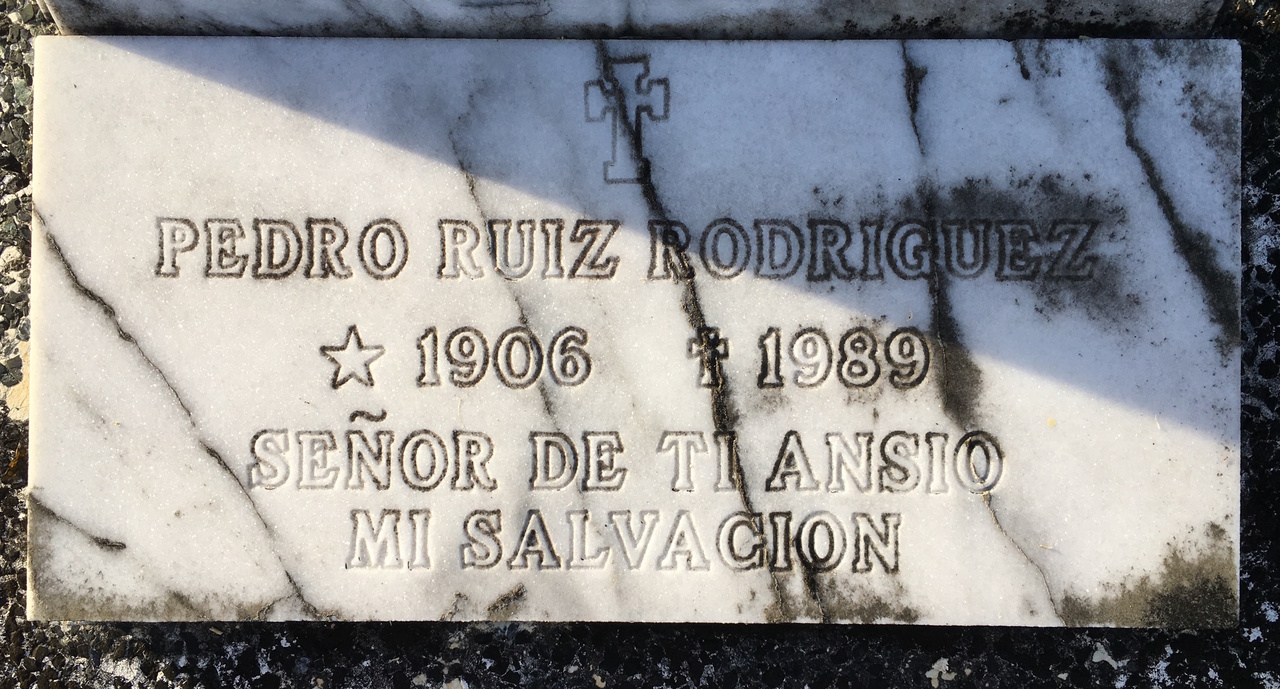 PEDRO RUIZ RODRIGUEZ
☆ 1906 ✝ 1989
SEÑOR DE TI ANSIO
MI SALVACION